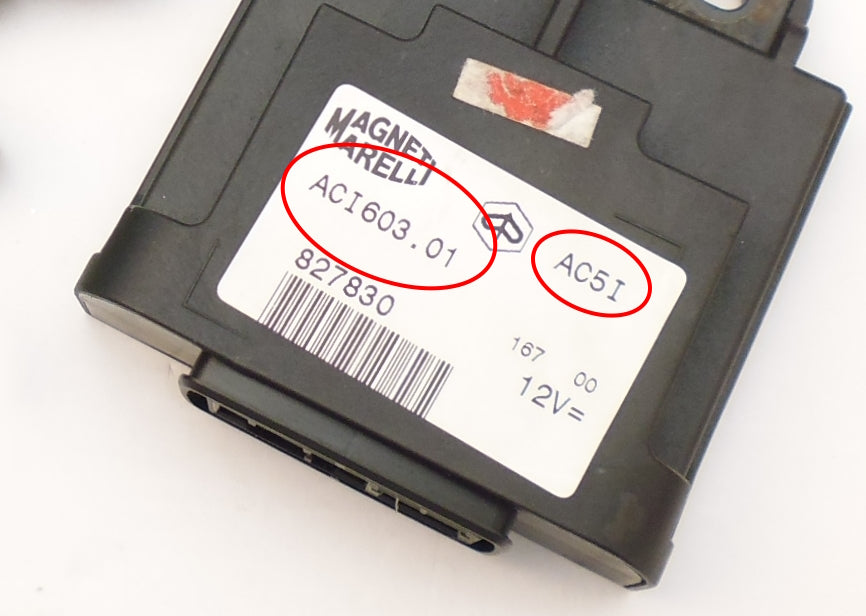 MAGNETI
MARELLI
ACI603.01
AC5I
827830
167 00
12V=